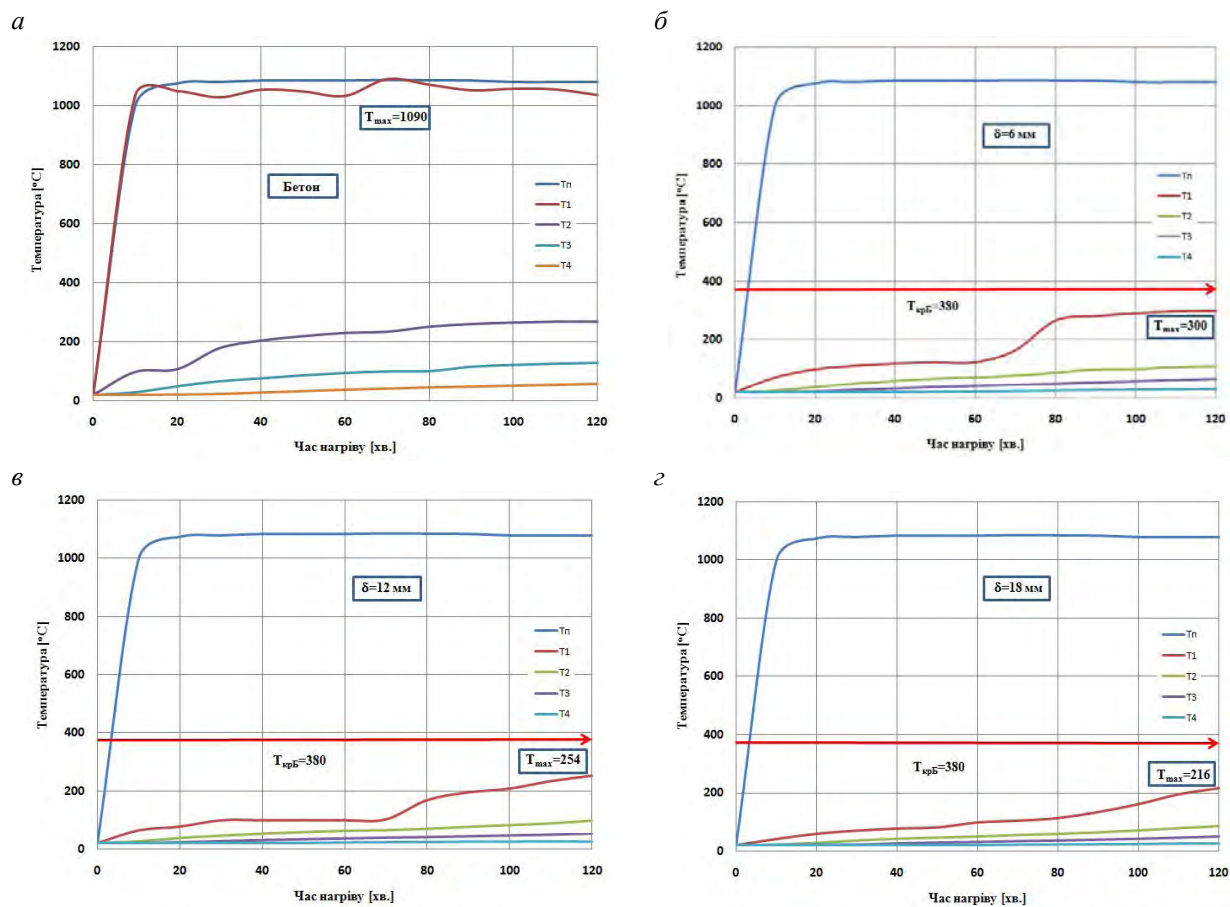 а
1200
1000
800
600
400
200
0
Температура [°C]
Tmax=1090
Бетон
Тп
T1
T2
T3
T4
0 20 40 60 80 100 120
Час нагріву [хв.]
б
1200
1000
800
600
400
200
0
Температура [°C]
δ=6 мм
Тп
T1
T2
T3
T4
TкрБ=380
Tmax=300
0 20 40 60 80 100 120
Час нагріву [хв.]
в
1200
1000
800
600
400
200
0
Температура [°C]
δ=12 мм
Тп
T1
T2
T3
T4
TкрБ=380
Tmax=254
0 20 40 60 80 100 120
Час нагріву [хв.]
г
1200
1000
800
600
400
200
0
Температура [°C]
δ=18 мм
Тп
T1
T2
T3
T4
TкрБ=380
Tmax=216
0 20 40 60 80 100 120
Час нагріву [хв.]